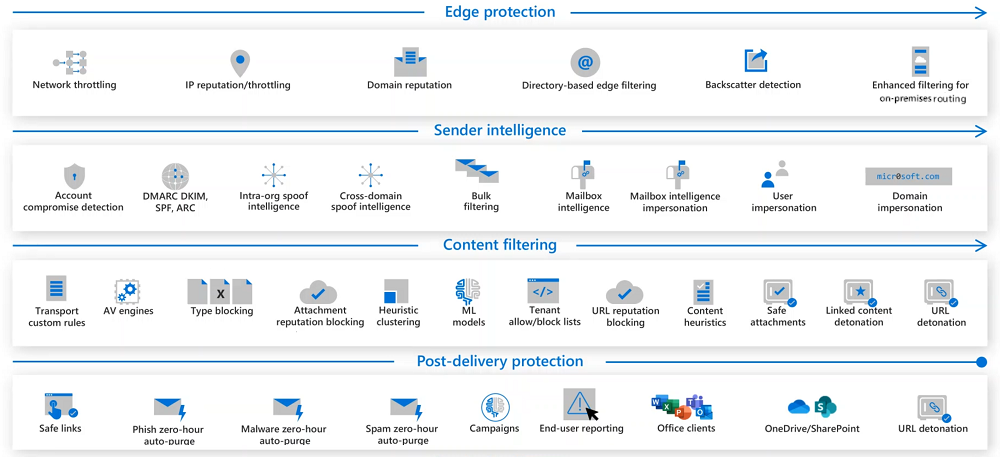 Edge protection
Network throttling
IP reputation/throttling
Domain reputation
Directory-based edge filtering
Backscatter detection
Enhanced filtering for
on-premises routing
Sender intelligence
Account
compromise detection
DMARC DKIM,
SPF, ARC
Intra-org spoof
intelligence
Cross-domain
spoof intelligence
Bulk
filtering
Mailbox
intelligence
Mailbox intelligence
impersonation
User
impersonation
micr0soft.com
Domain
impersonation
Content filtering
Transport
custom rules
AV engines
X
Type blocking
Attachment
reputation blocking
Heuristic
clustering
ML
models
</>
Tenant
allow/block lists
URL reputation
blocking
Content
heuristics
Safe
attachments
Linked content
detonation
URL
detonation
Post-delivery protection
Safe links
Phish zero-hour
auto-purge
Malware zero-hour
auto-purge
Spam zero-hour
auto-purge
Campaigns
End-user reporting
Office clients
OneDrive/SharePoint
URL detonation